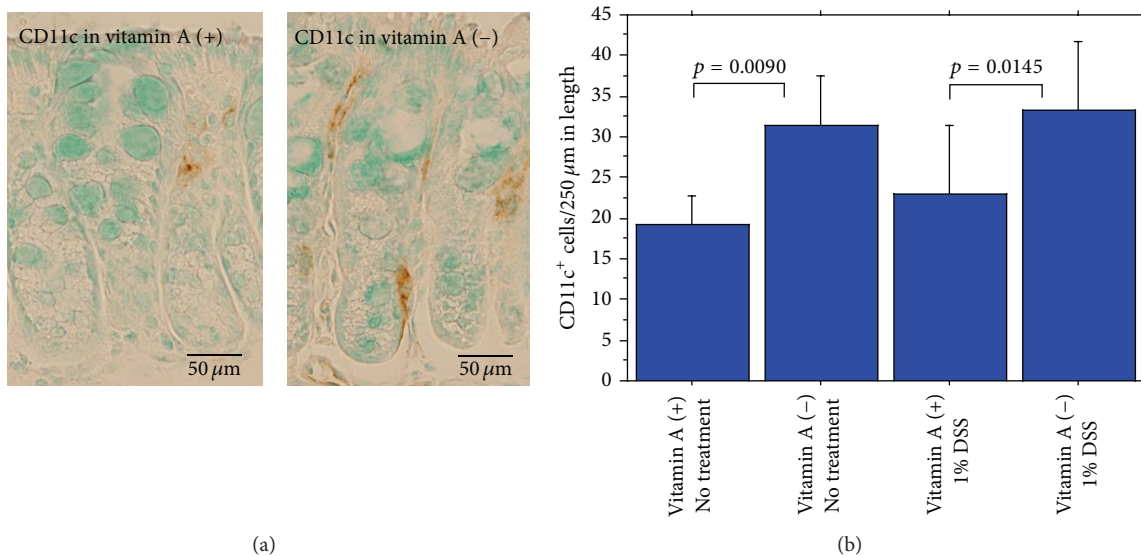 CD11c in vitamin A (+)
CD11c in vitamin A (−)
50 μm
50 μm
(a)
CD11c⁺ cells/250 μm in length
45
40
35
30
25
20
15
10
5
0
p = 0.0090
p = 0.0145
Vitamin A (+)
No treatment
Vitamin A (−)
No treatment
Vitamin A (+)
1% DSS
Vitamin A (−)
1% DSS
(b)